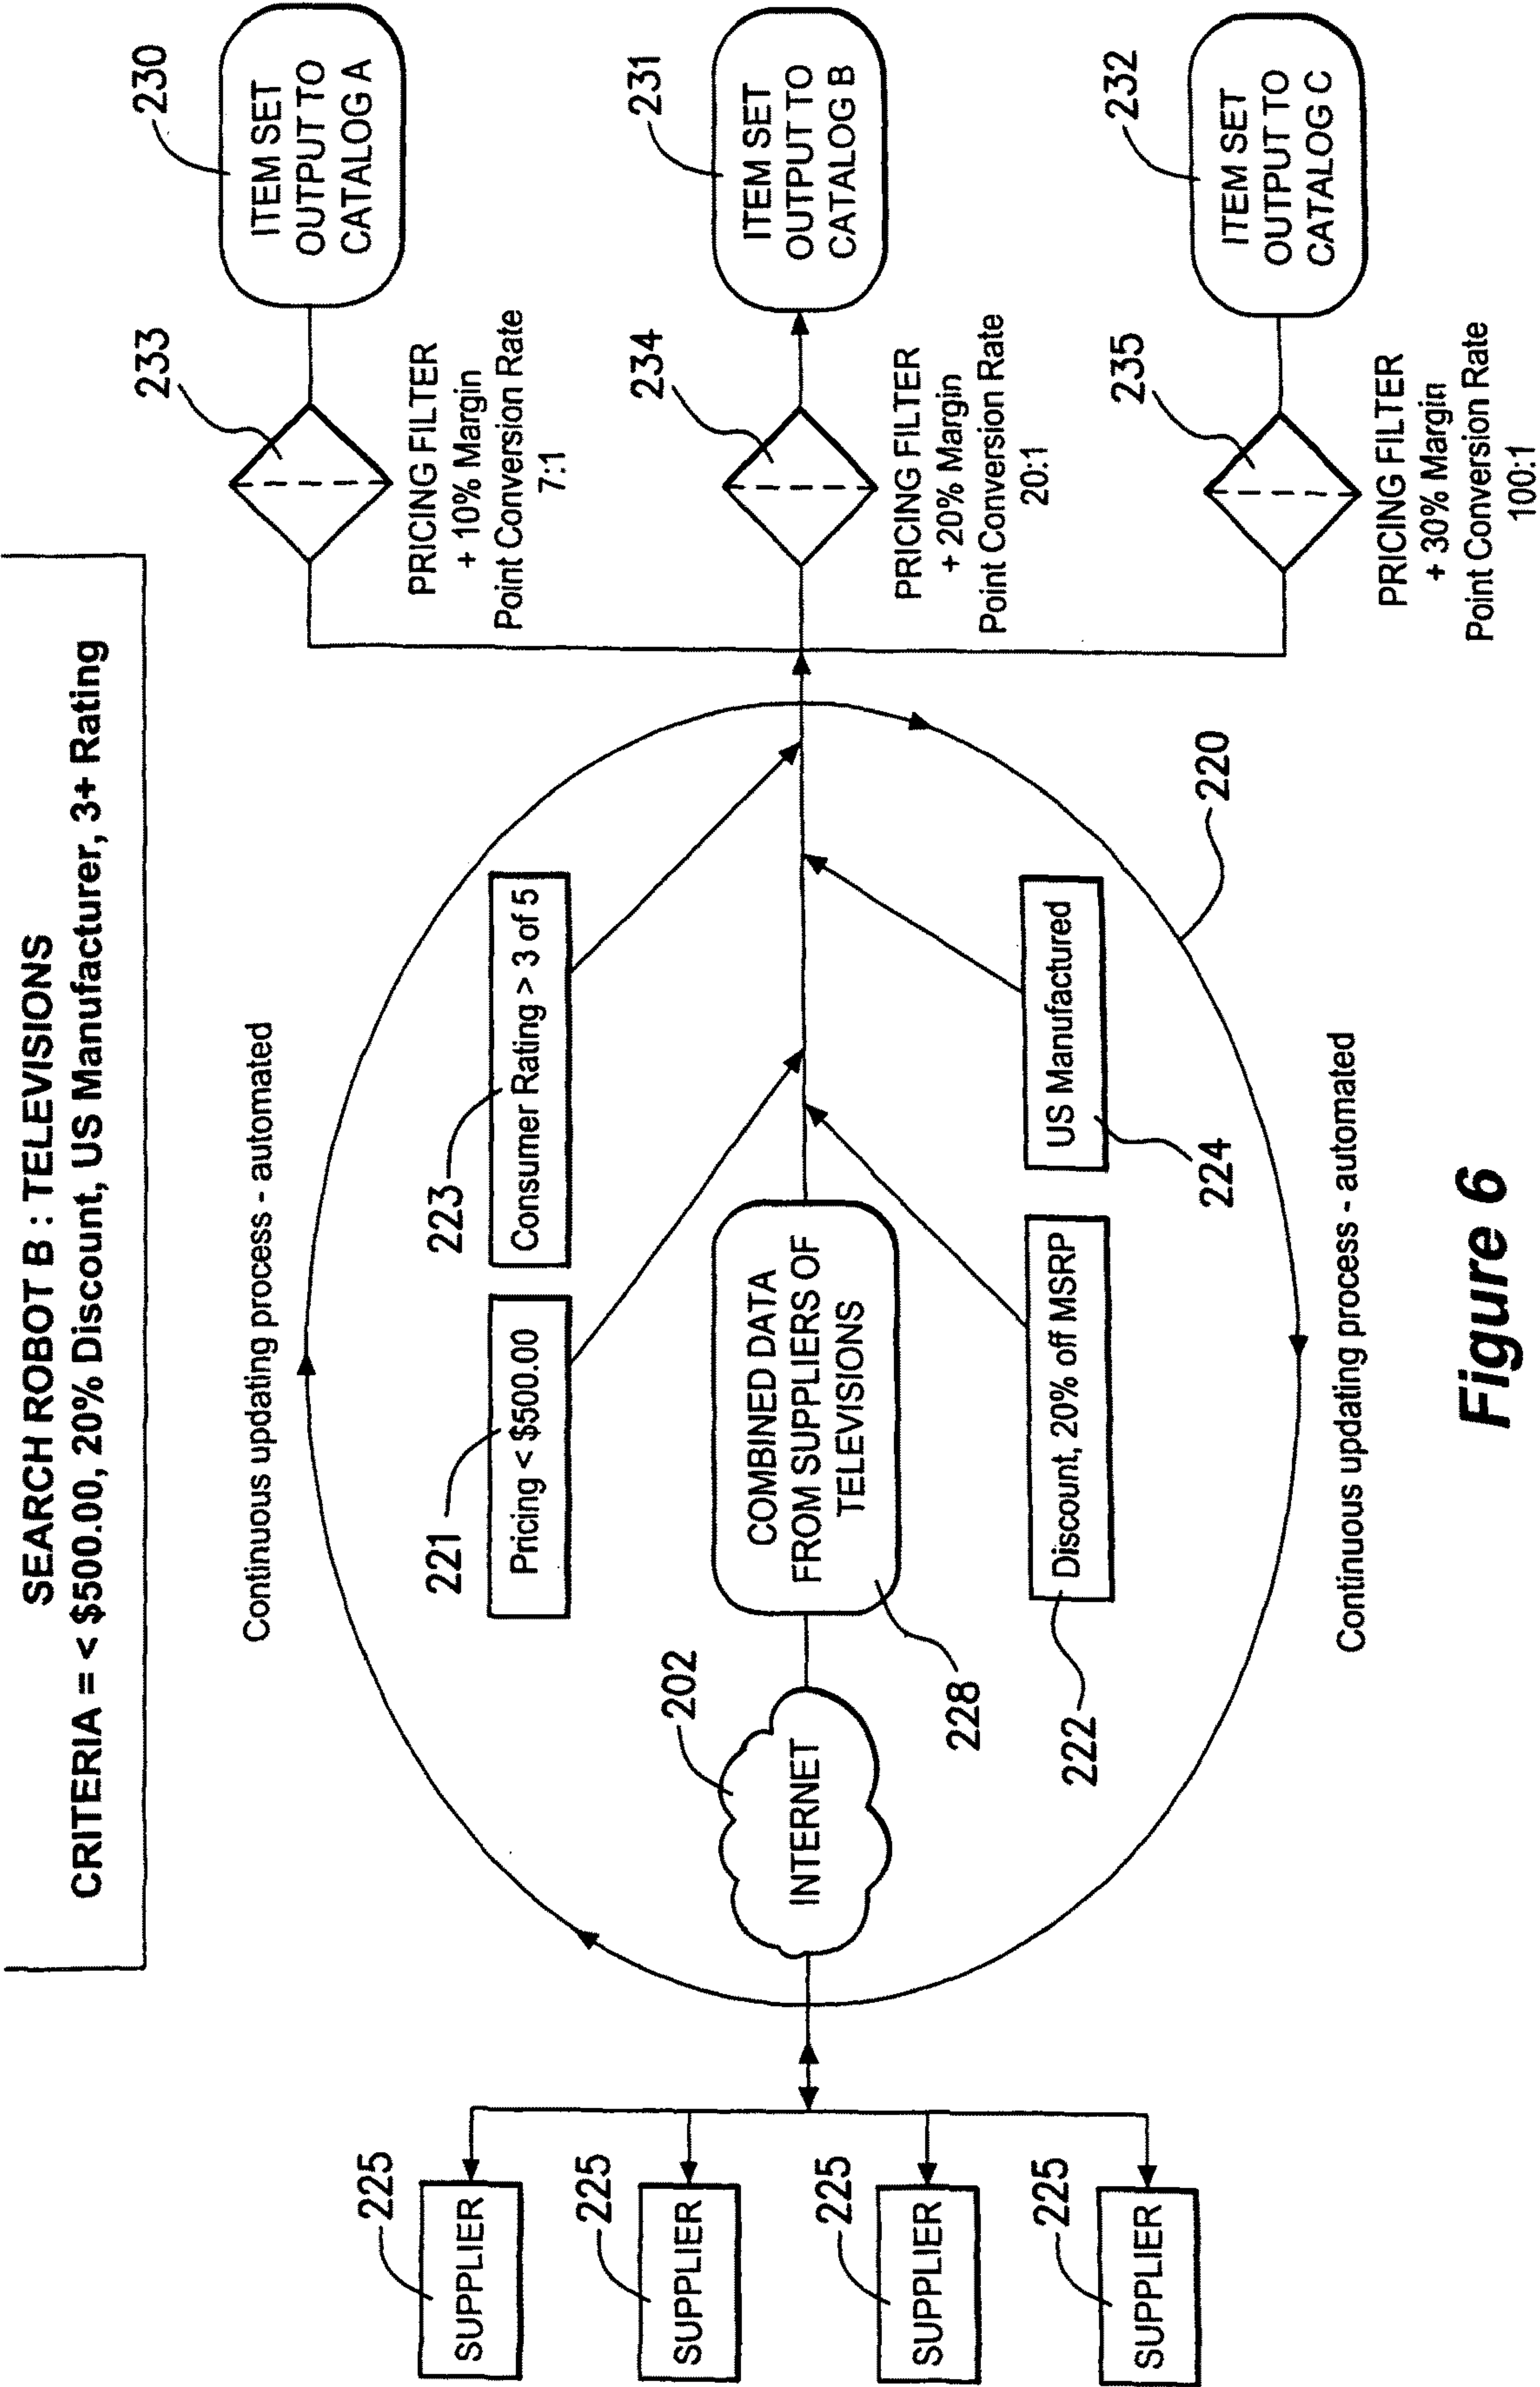 SEARCH ROBOT B : TELEVISIONS
CRITERIA = < $500.00, 20% Discount, US Manufacturer, 3+ Rating
Continuous updating process - automated
225
SUPPLIER
225
SUPPLIER
225
SUPPLIER
225
SUPPLIER
202
INTERNET
221
Pricing < $500.00
223
Consumer Rating > 3 of 5
COMBINED DATA
FROM SUPPLIERS OF
TELEVISIONS
228
222
Discount, 20% off MSRP
US Manufactured
224
220
Continuous updating process - automated
233
PRICING FILTER
+ 10% Margin
Point Conversion Rate
7:1
230
ITEM SET
OUTPUT TO
CATALOG A
234
PRICING FILTER
+ 20% Margin
Point Conversion Rate
20:1
231
ITEM SET
OUTPUT TO
CATALOG B
235
PRICING FILTER
+ 30% Margin
Point Conversion Rate
100:1
232
ITEM SET
OUTPUT TO
CATALOG C
Figure 6